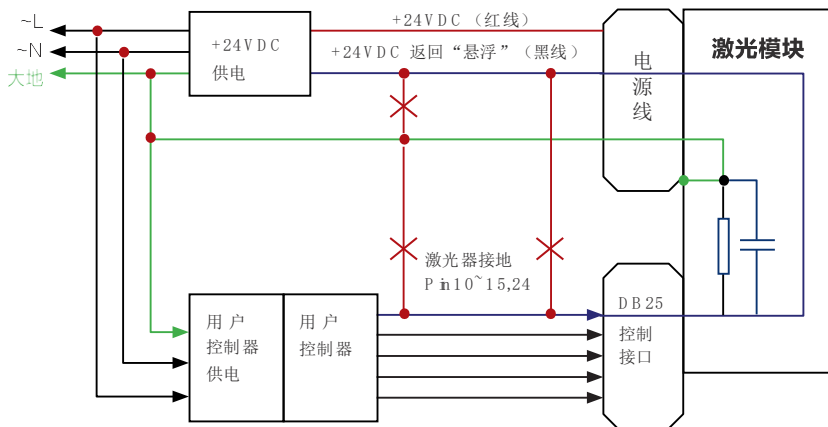 ~L
~N
大地
+24VDC
供电
+24VDC（红线）
+24VDC 返回“悬浮”（黑线）
电
源
线
激光模块
激光器接地
Pin10~15,24
用户
控制器
供电
用户
控制器
DB25
控制
接口